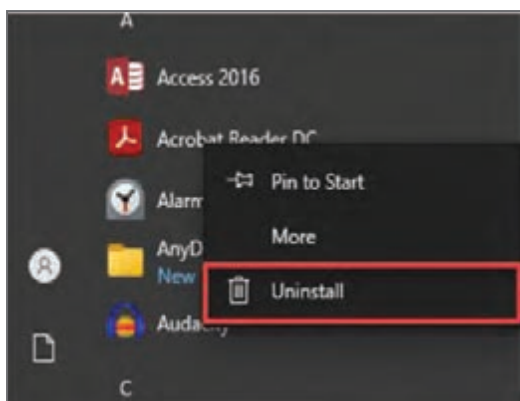 A
Access 2016
Acrobat Reader DC
Pin to Start
Alarm
More
AnyD
New
Uninstall
Audacity
C